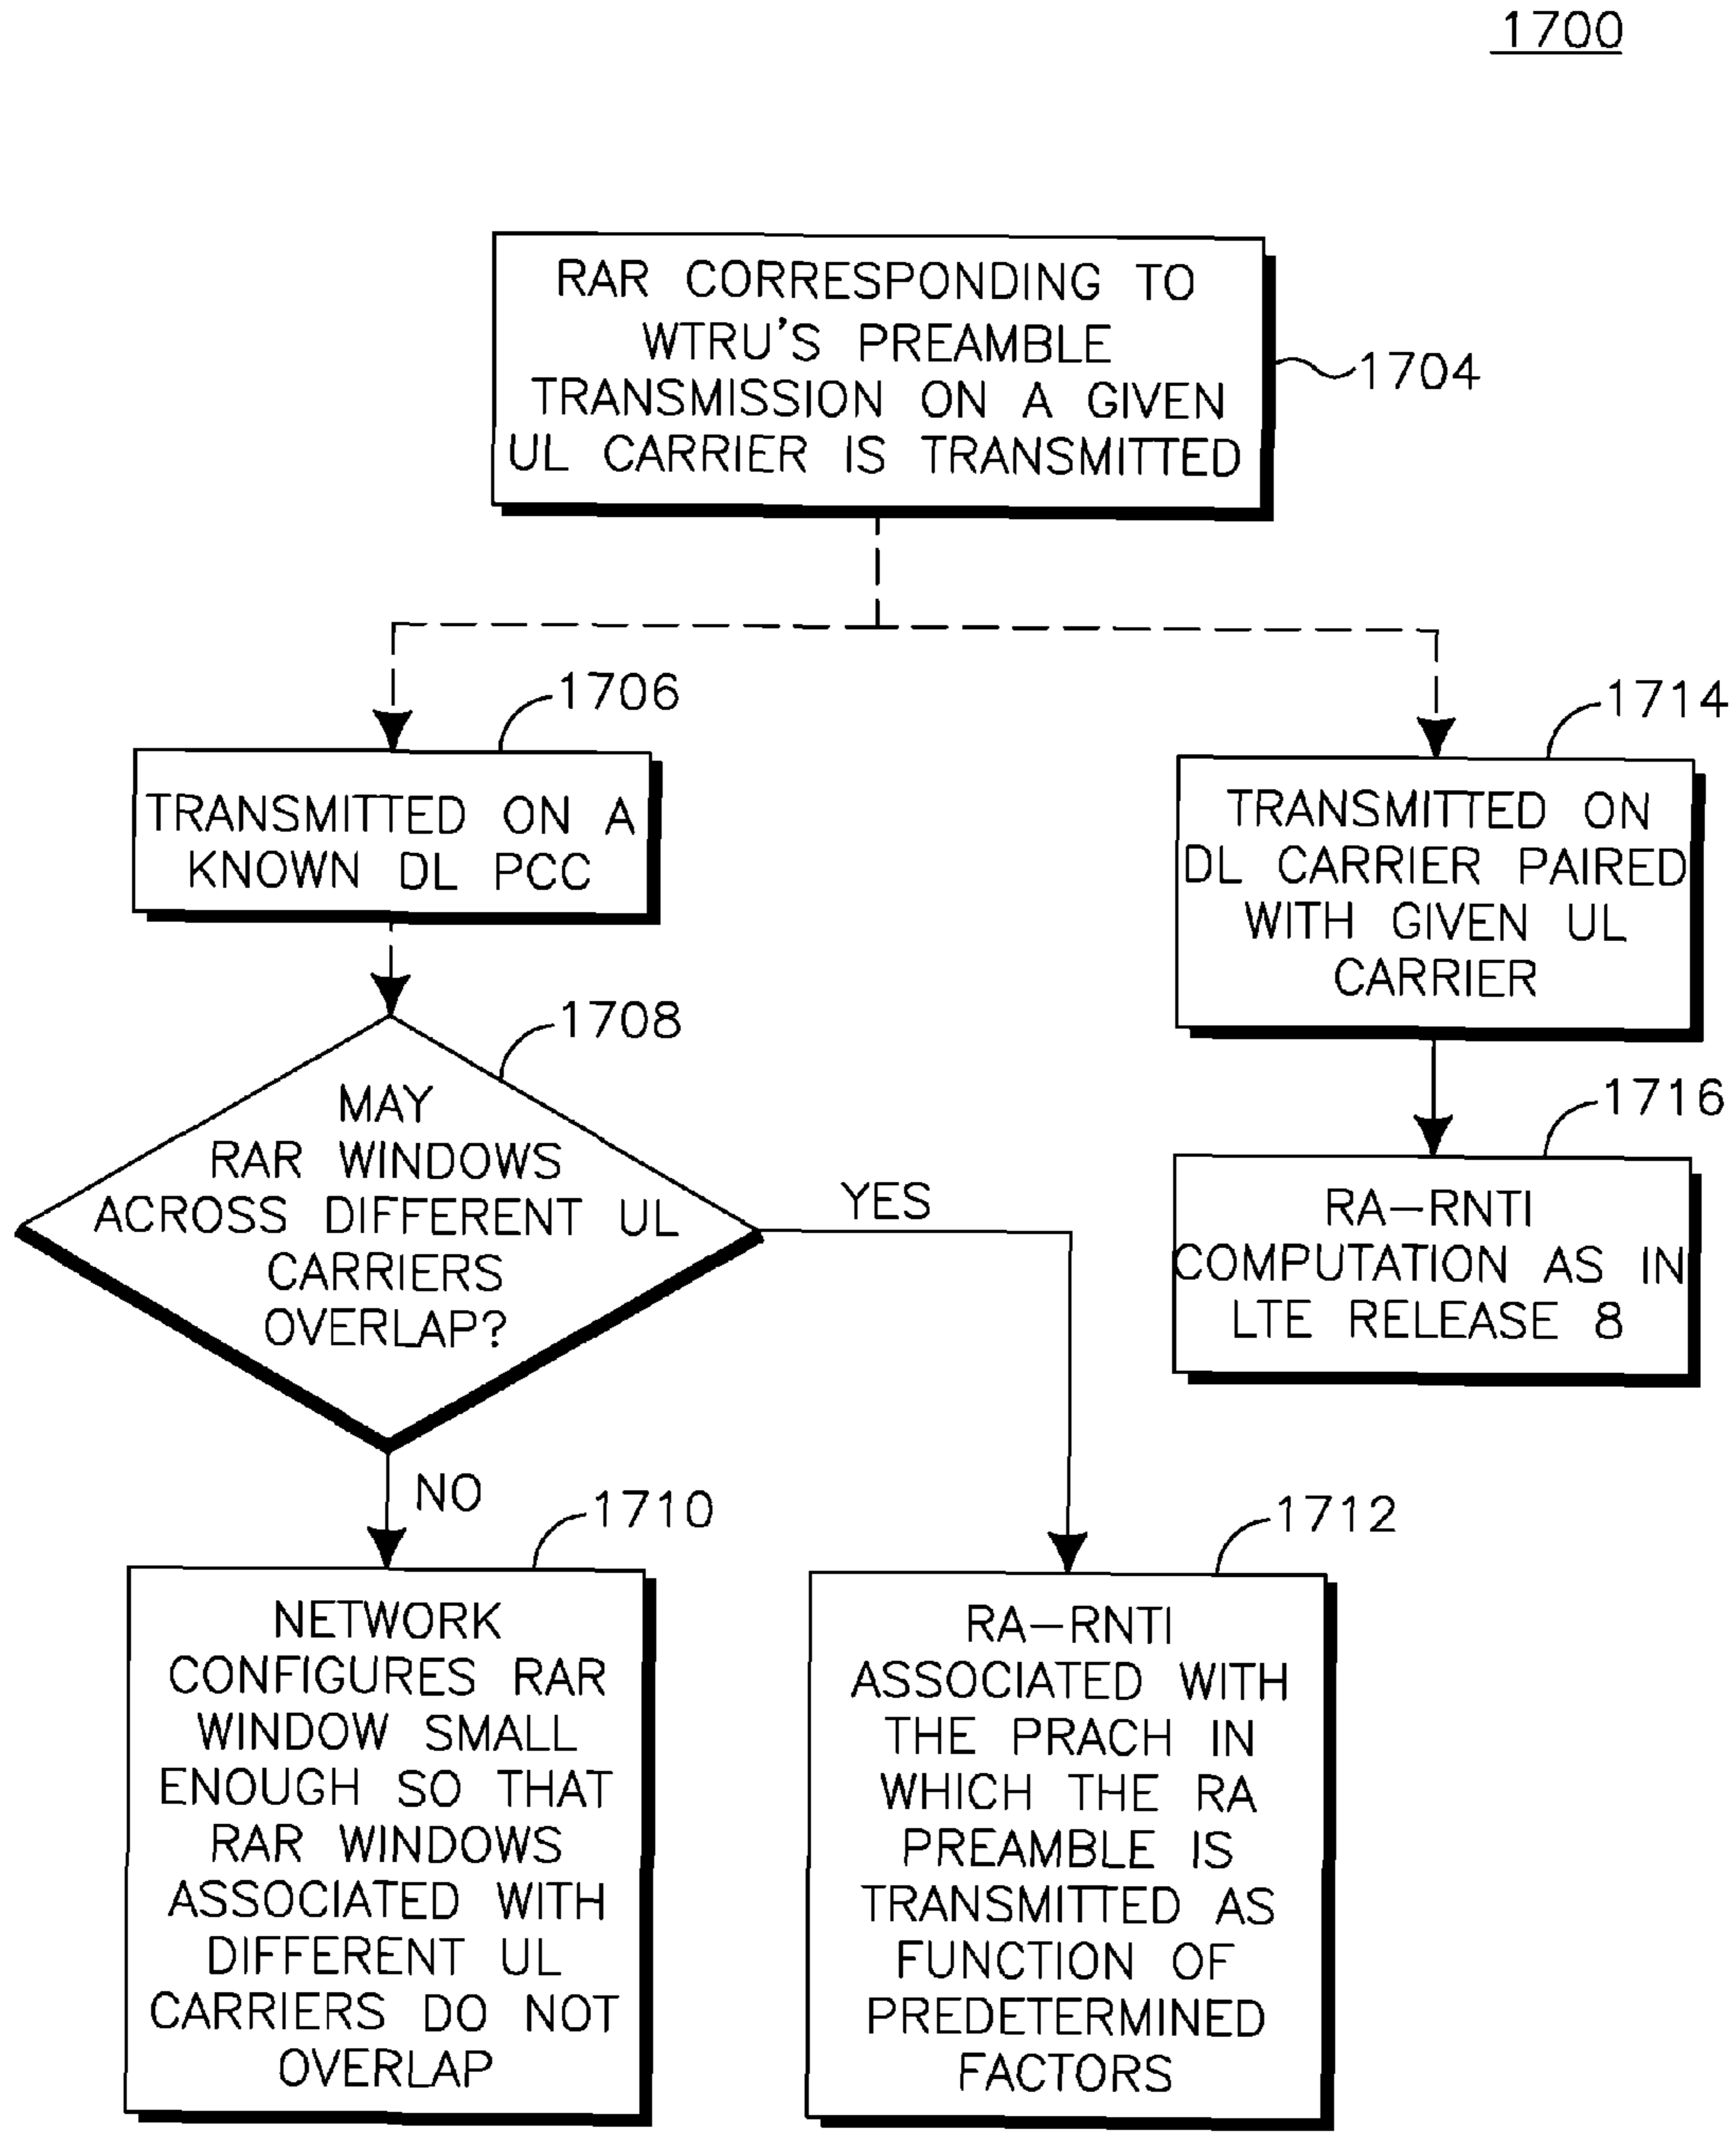 1700
RAR CORRESPONDING TO
WTRU'S PREAMBLE
TRANSMISSION ON A GIVEN
UL CARRIER IS TRANSMITTED
1704
1706
TRANSMITTED ON A
KNOWN DL PCC
1714
TRANSMITTED ON
DL CARRIER PAIRED
WITH GIVEN UL
CARRIER
1708
MAY
RAR WINDOWS
ACROSS DIFFERENT UL
CARRIERS
OVERLAP?
YES
NO
1716
RA-RNTI
COMPUTATION AS IN
LTE RELEASE 8
1710
NETWORK
CONFIGURES RAR
WINDOW SMALL
ENOUGH SO THAT
RAR WINDOWS
ASSOCIATED WITH
DIFFERENT UL
CARRIERS DO NOT
OVERLAP
1712
RA-RNTI
ASSOCIATED WITH
THE PRACH IN
WHICH THE RA
PREAMBLE IS
TRANSMITTED AS
FUNCTION OF
PREDETERMINED
FACTORS